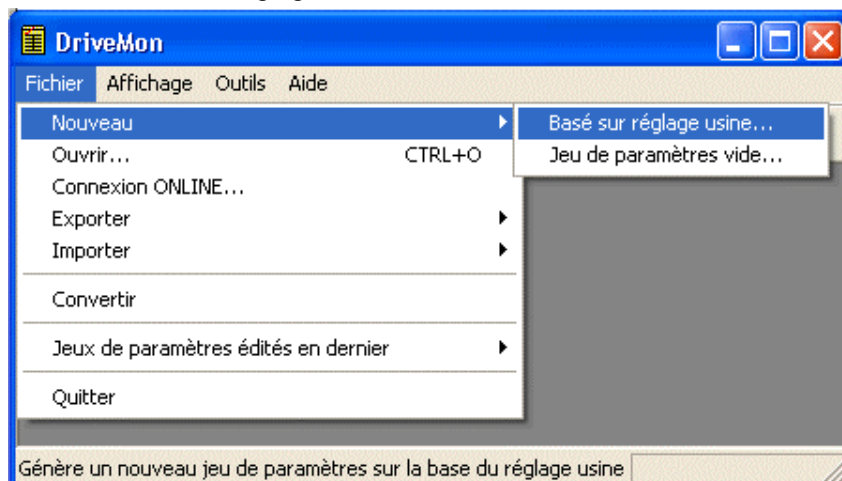 DriveMon
Fichier Affichage Outils Aide
Nouveau
Basé sur réglage usine...
Ouvrir... CTRL+O
Jeu de paramètres vide...
Connexion ONLINE...
Exporter
Importer
Convertir
Jeux de paramètres édités en dernier
Quitter
Génère un nouveau jeu de paramètres sur la base du réglage usine